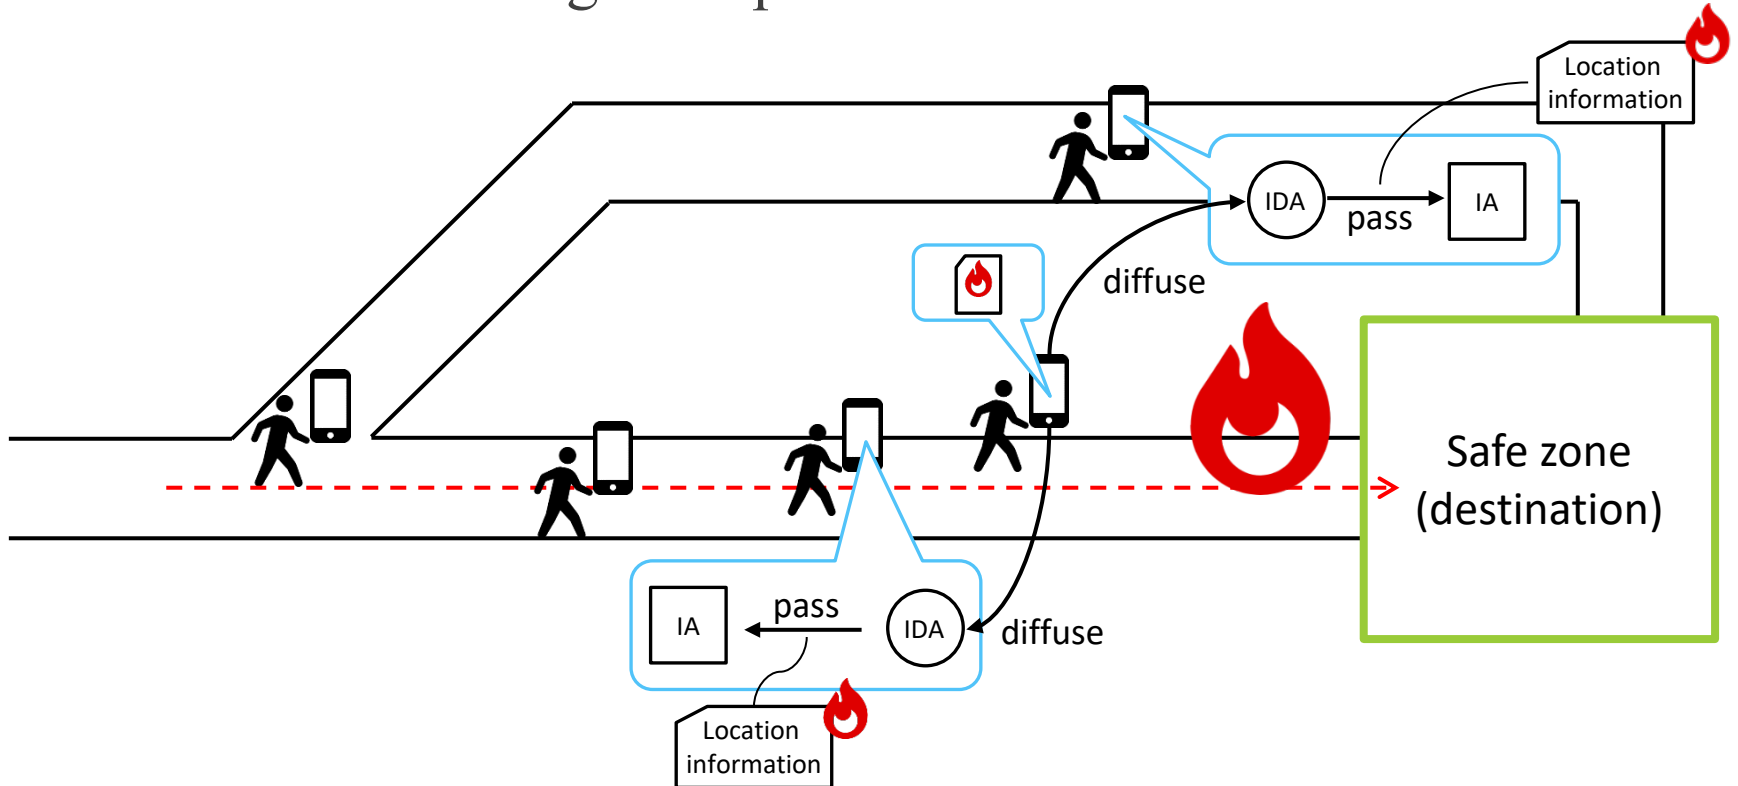 Location
information
IDA
pass
IA
diffuse
Safe zone
(destination)
IA
pass
IDA
diffuse
Location
information